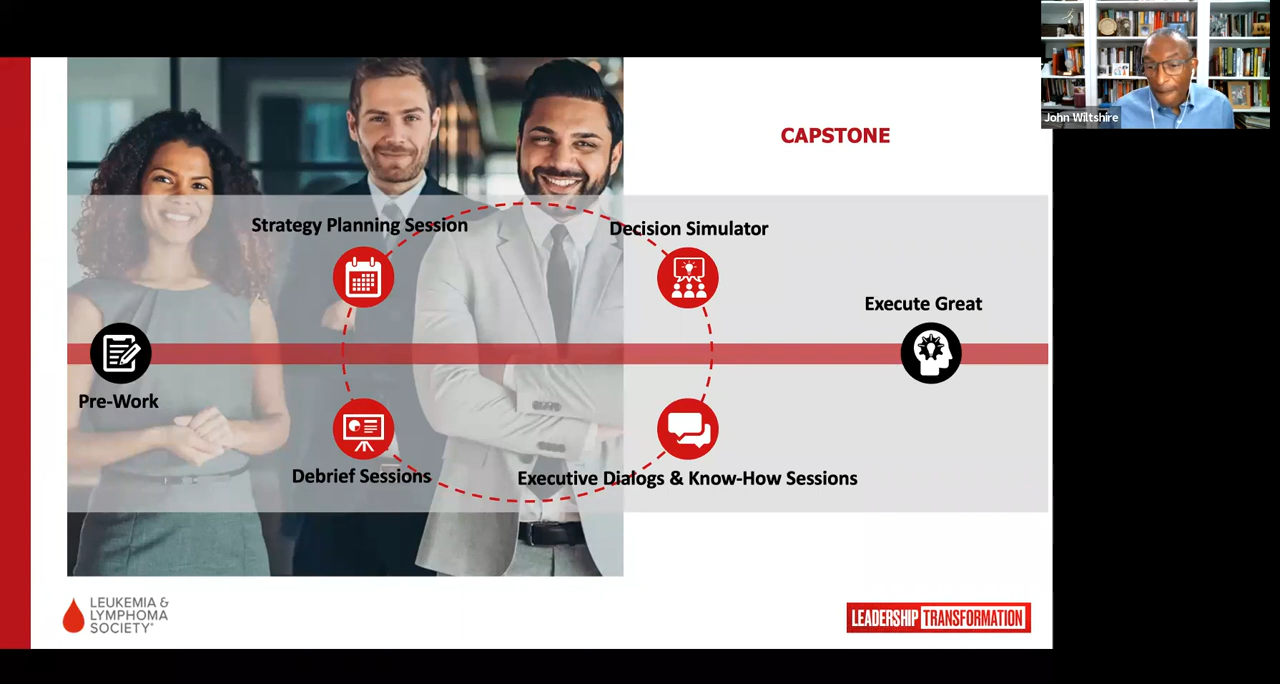 John Wiltshire
CAPSTONE
Strategy Planning Session
Decision Simulator
Execute Great
Pre-Work
Debrief Sessions
Executive Dialogs & Know-How Sessions
LEUKEMIA &
LYMPHOMA
SOCIETY®
LEADERSHIP TRANSFORMATION